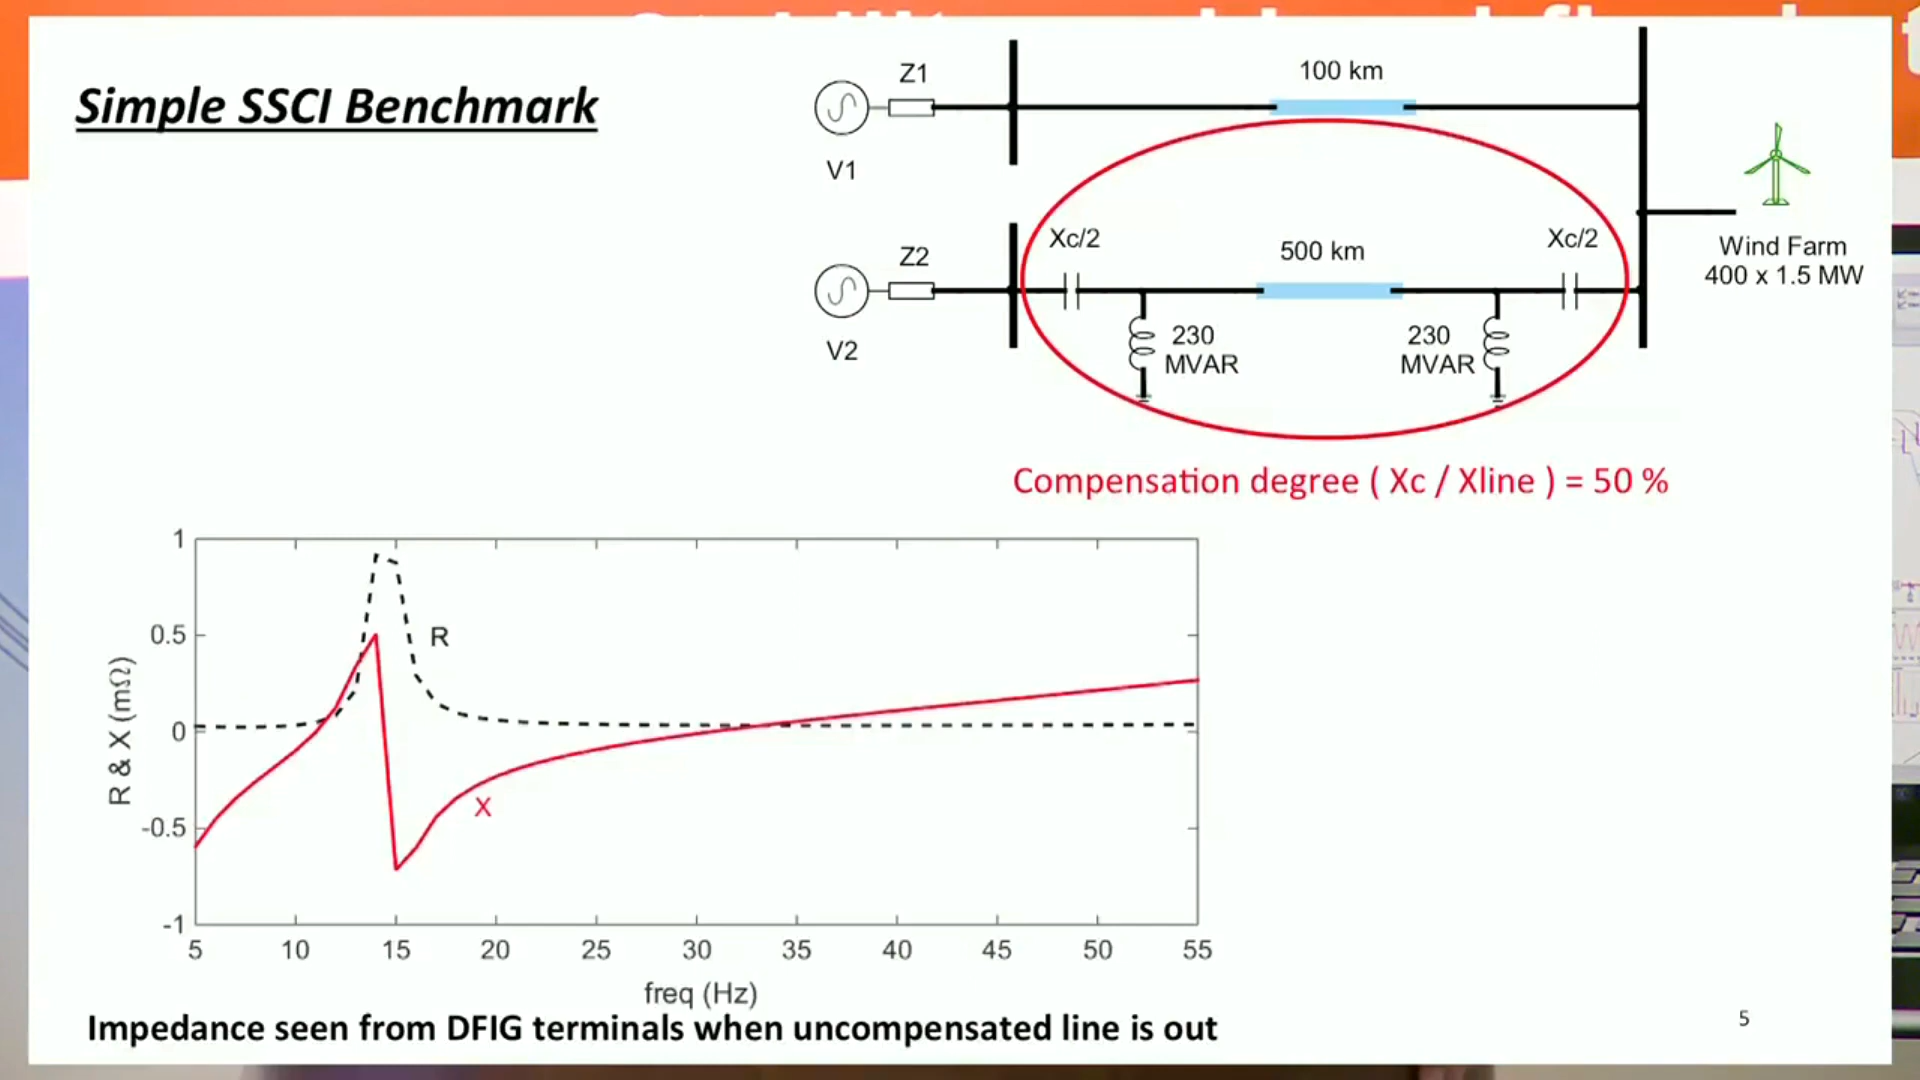 Simple SSCI Benchmark
Z1
100 km
V1
Xc/2
Xc/2
Z2
500 km
Wind Farm
400 x 1.5 MW
230
MVAR
230
MVAR
V2
Compensation degree ( Xc / Xline ) = 50 %
1
0.5
0
-0.5
-1
R & X (mΩ)
R
X
5 10 15 20 25 30 35 40 45 50 55
freq (Hz)
Impedance seen from DFIG terminals when uncompensated line is out
5